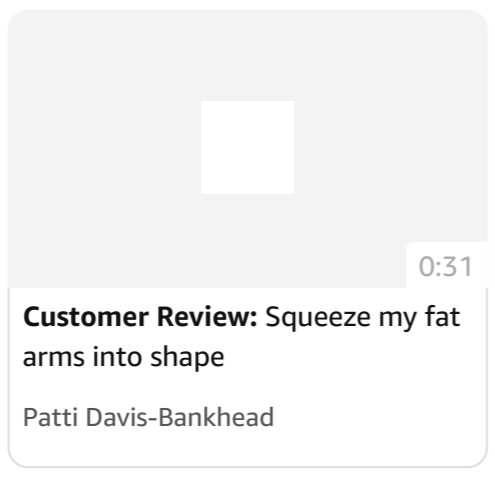 0:31
Customer Review: Squeeze my fat
arms into shape
Patti Davis-Bankhead